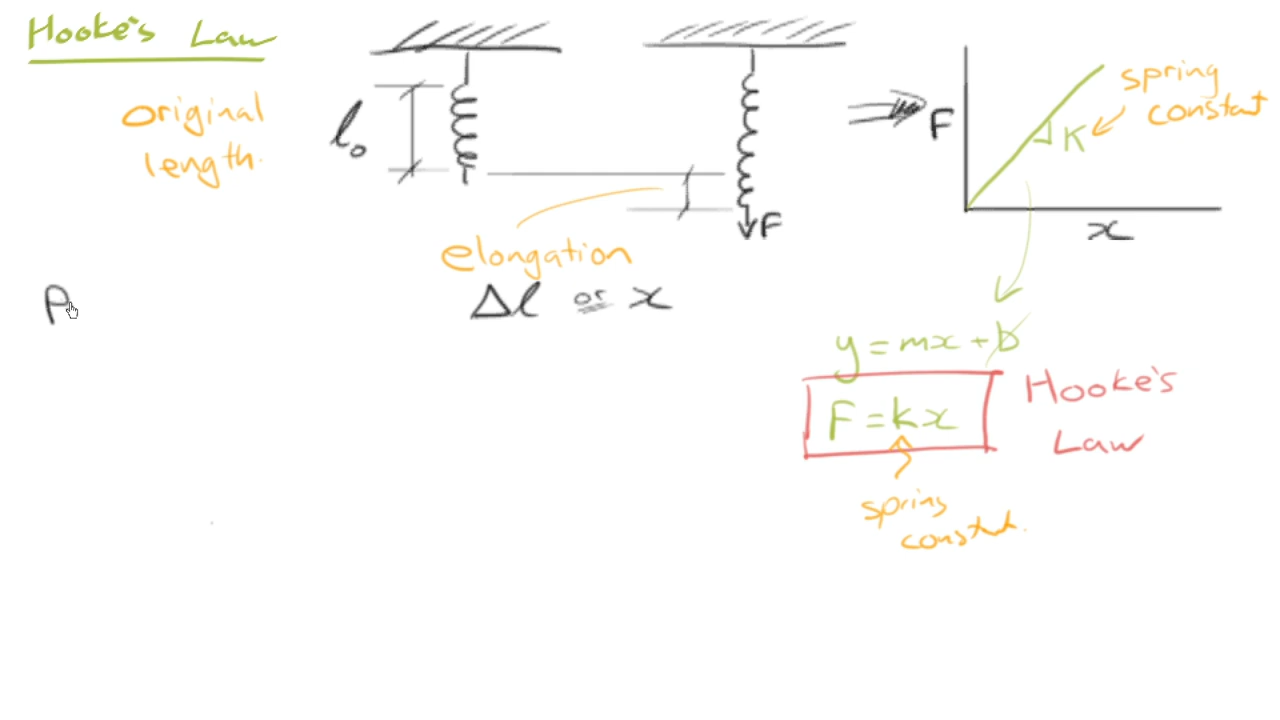 Hooke's Law
original
length.
l₀
F
elongation
Δl or x
F
K
spring
constant
x
y = mx + b
F = kx
Hooke's
Law
spring
constant.
P